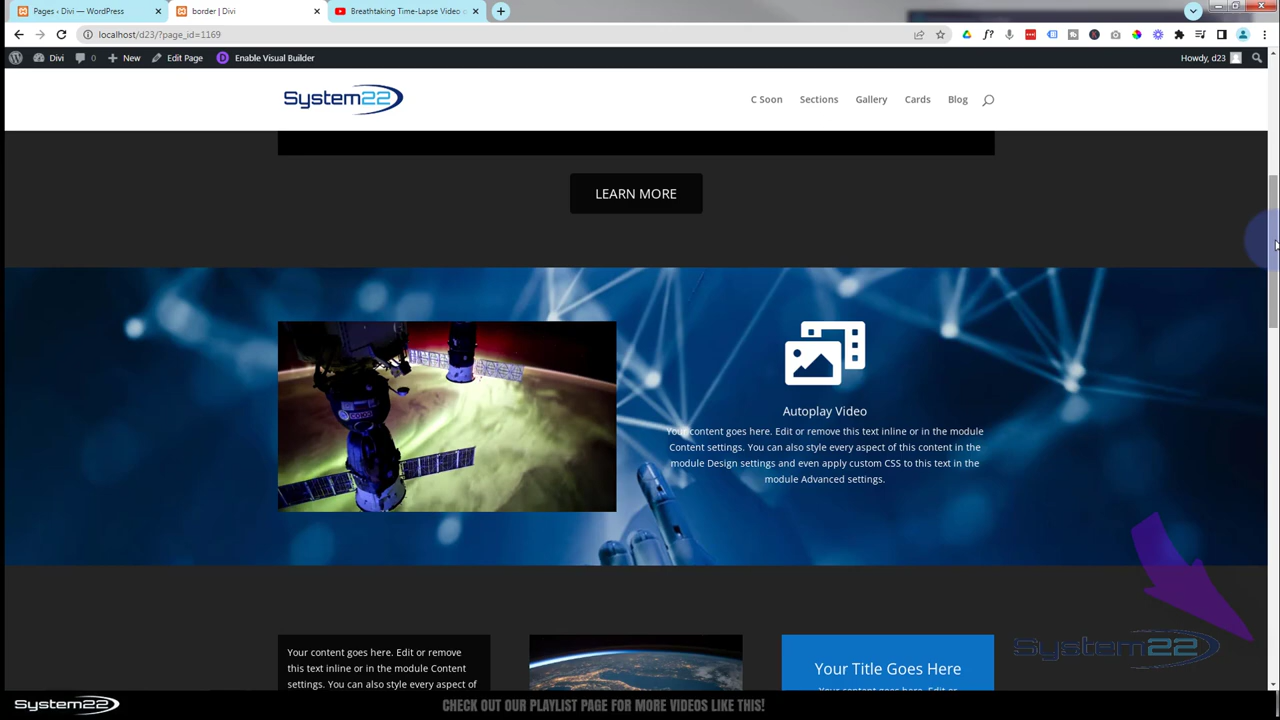 Pages ‹ Divi — WordPress
border | Divi
Breathtaking Time-Lapse Video
localhost/d23/?page_id=1169
Divi
0
New
Edit Page
D
Enable Visual Builder
Howdy, d23
System22
C Soon
Sections
Gallery
Cards
Blog
LEARN MORE
Autoplay Video
Your content goes here. Edit or remove this text inline or in the module
Content settings. You can also style every aspect of this content in the
module Design settings and even apply custom CSS to this text in the
module Advanced settings.
Your content goes here. Edit or remove
this text inline or in the module Content
settings. You can also style every aspect of
Your Title Goes Here
Your content goes here. Edit or
System22
System22
CHECK OUT OUR PLAYLIST PAGE FOR MORE VIDEOS LIKE THIS!